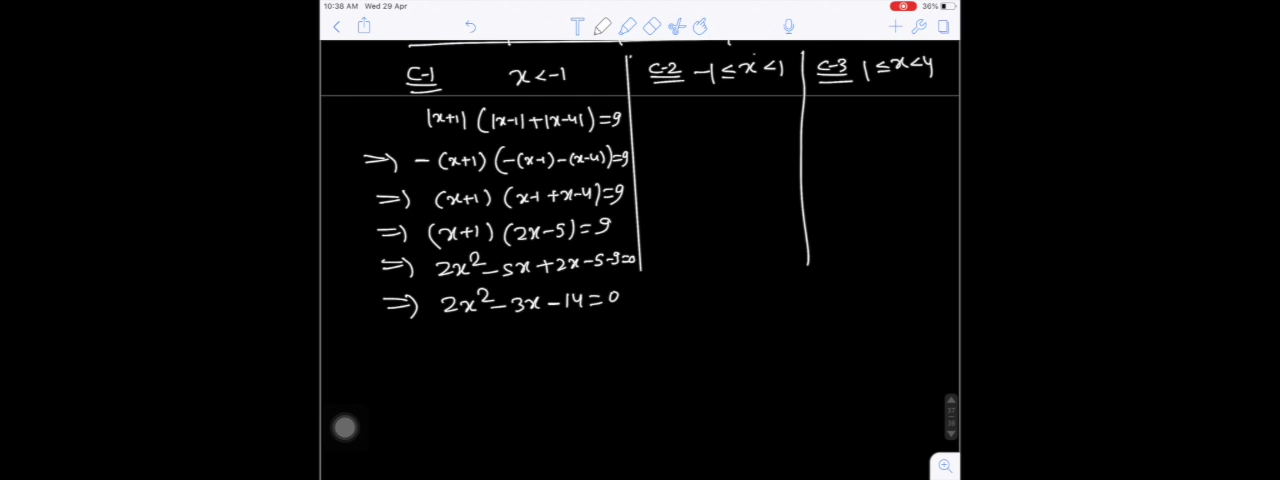 10:38 AM Wed 29 Apr
36%
C-1 x < -1
C-2 -1 ≤ x < 1
C-3 1 ≤ x < 4
|x+1| (|x-1| + |x-4|) = 9
=> -(x+1) (-(x-1) - (x-4)) = 9
=> (x+1) (x-1 + x-4) = 9
=> (x+1) (2x-5) = 9
=> 2x² - 5x + 2x - 5 - 9 = 0
=> 2x² - 3x - 14 = 0